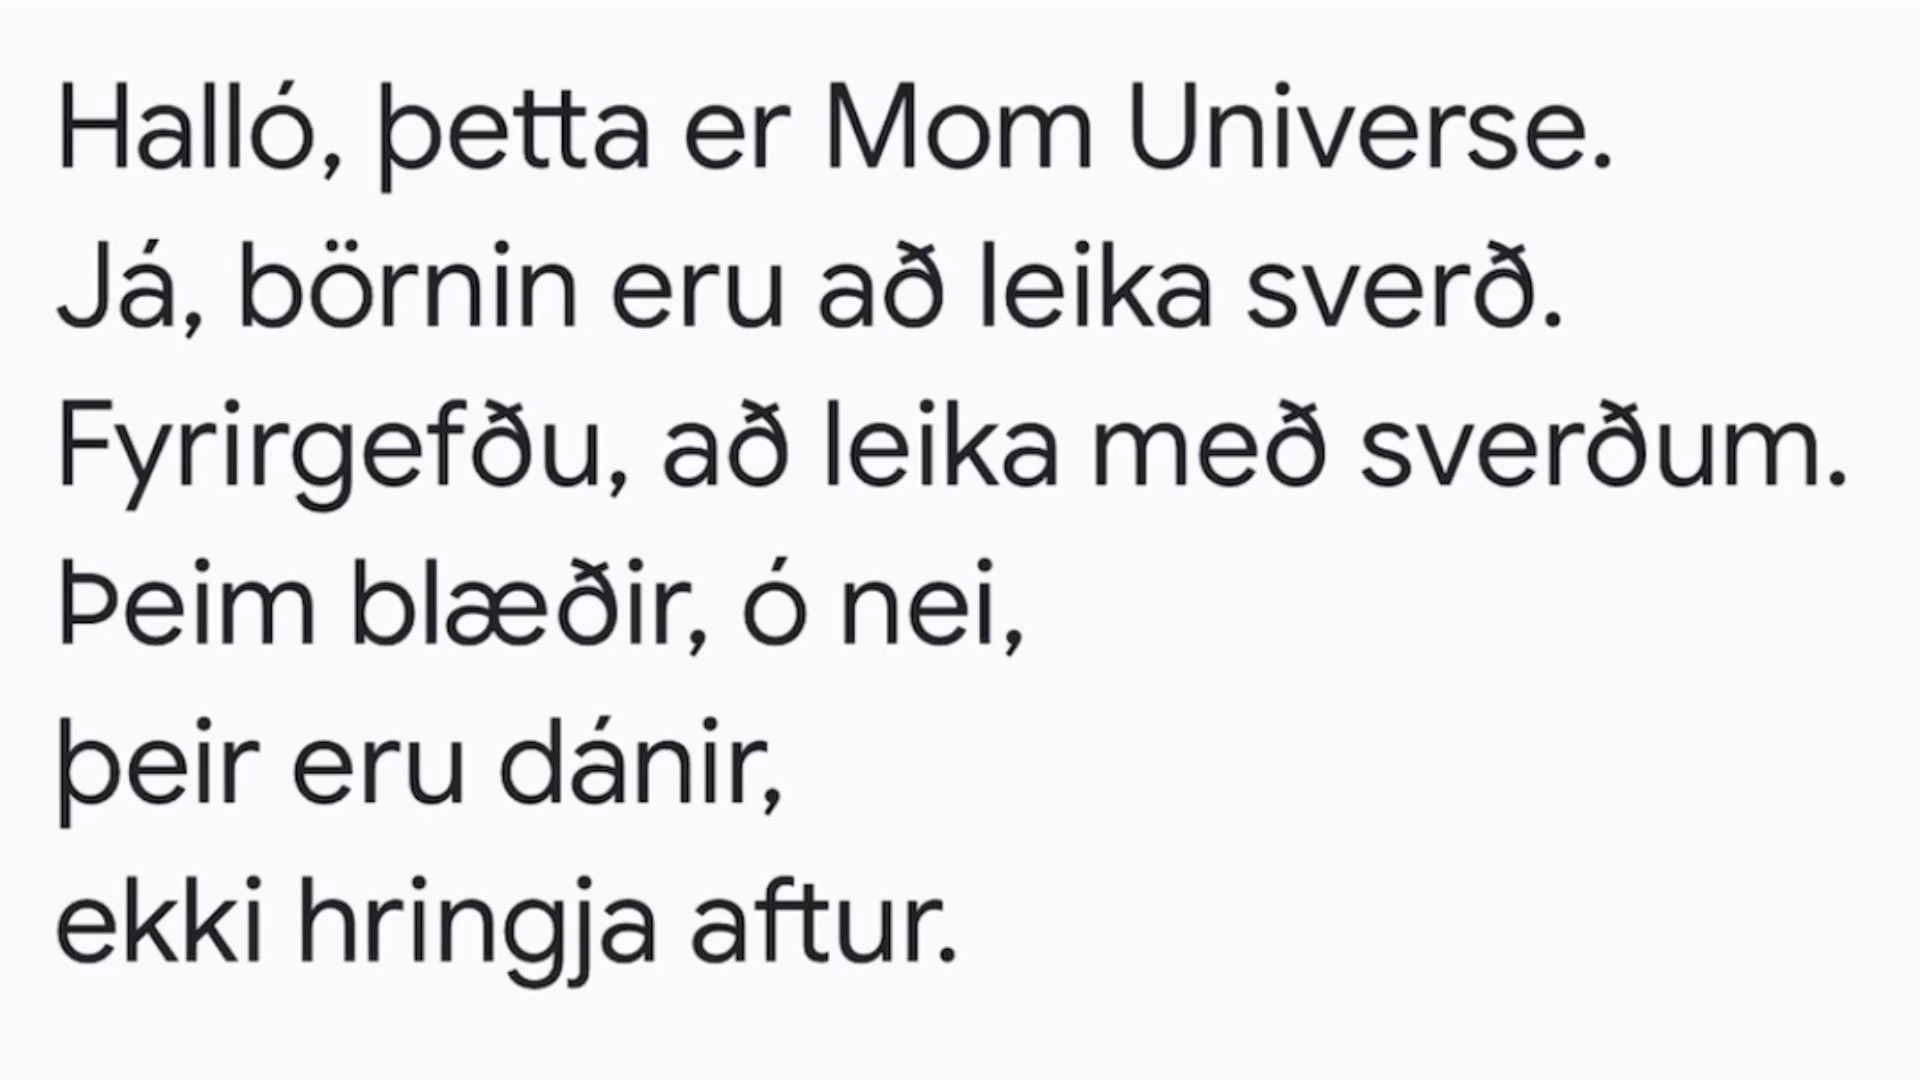 Halló, þetta er Mom Universe.
Já, börnin eru að leika sverð.
Fyrirgefðu, að leika með sverðum.
Þeim blæðir, ó nei,
þeir eru dánir,
ekki hringja aftur.